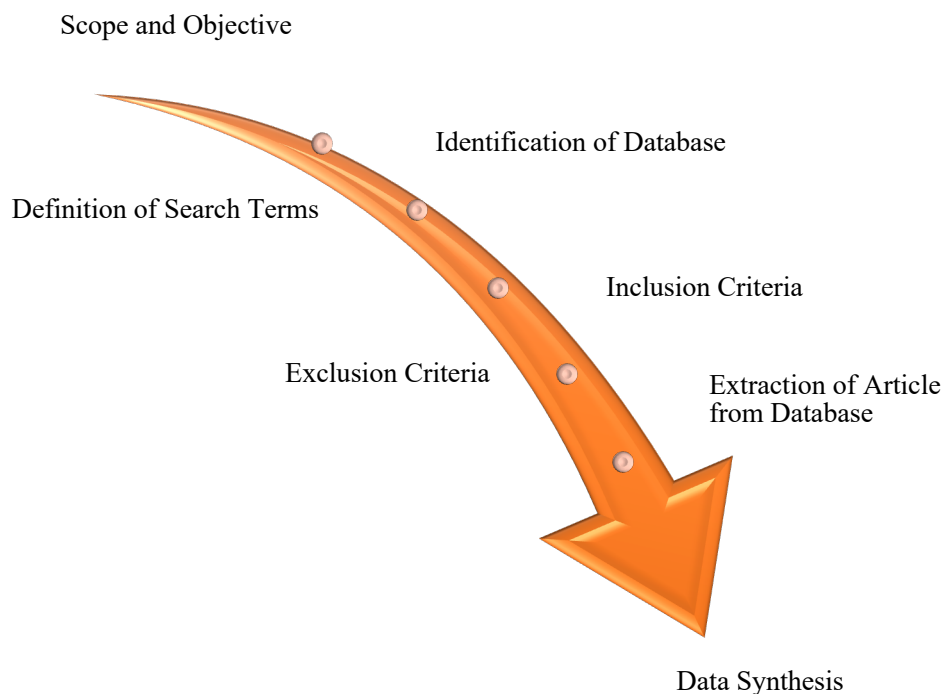 Scope and Objective
Identification of Database
Definition of Search Terms
Inclusion Criteria
Exclusion Criteria
Extraction of Article
from Database
Data Synthesis